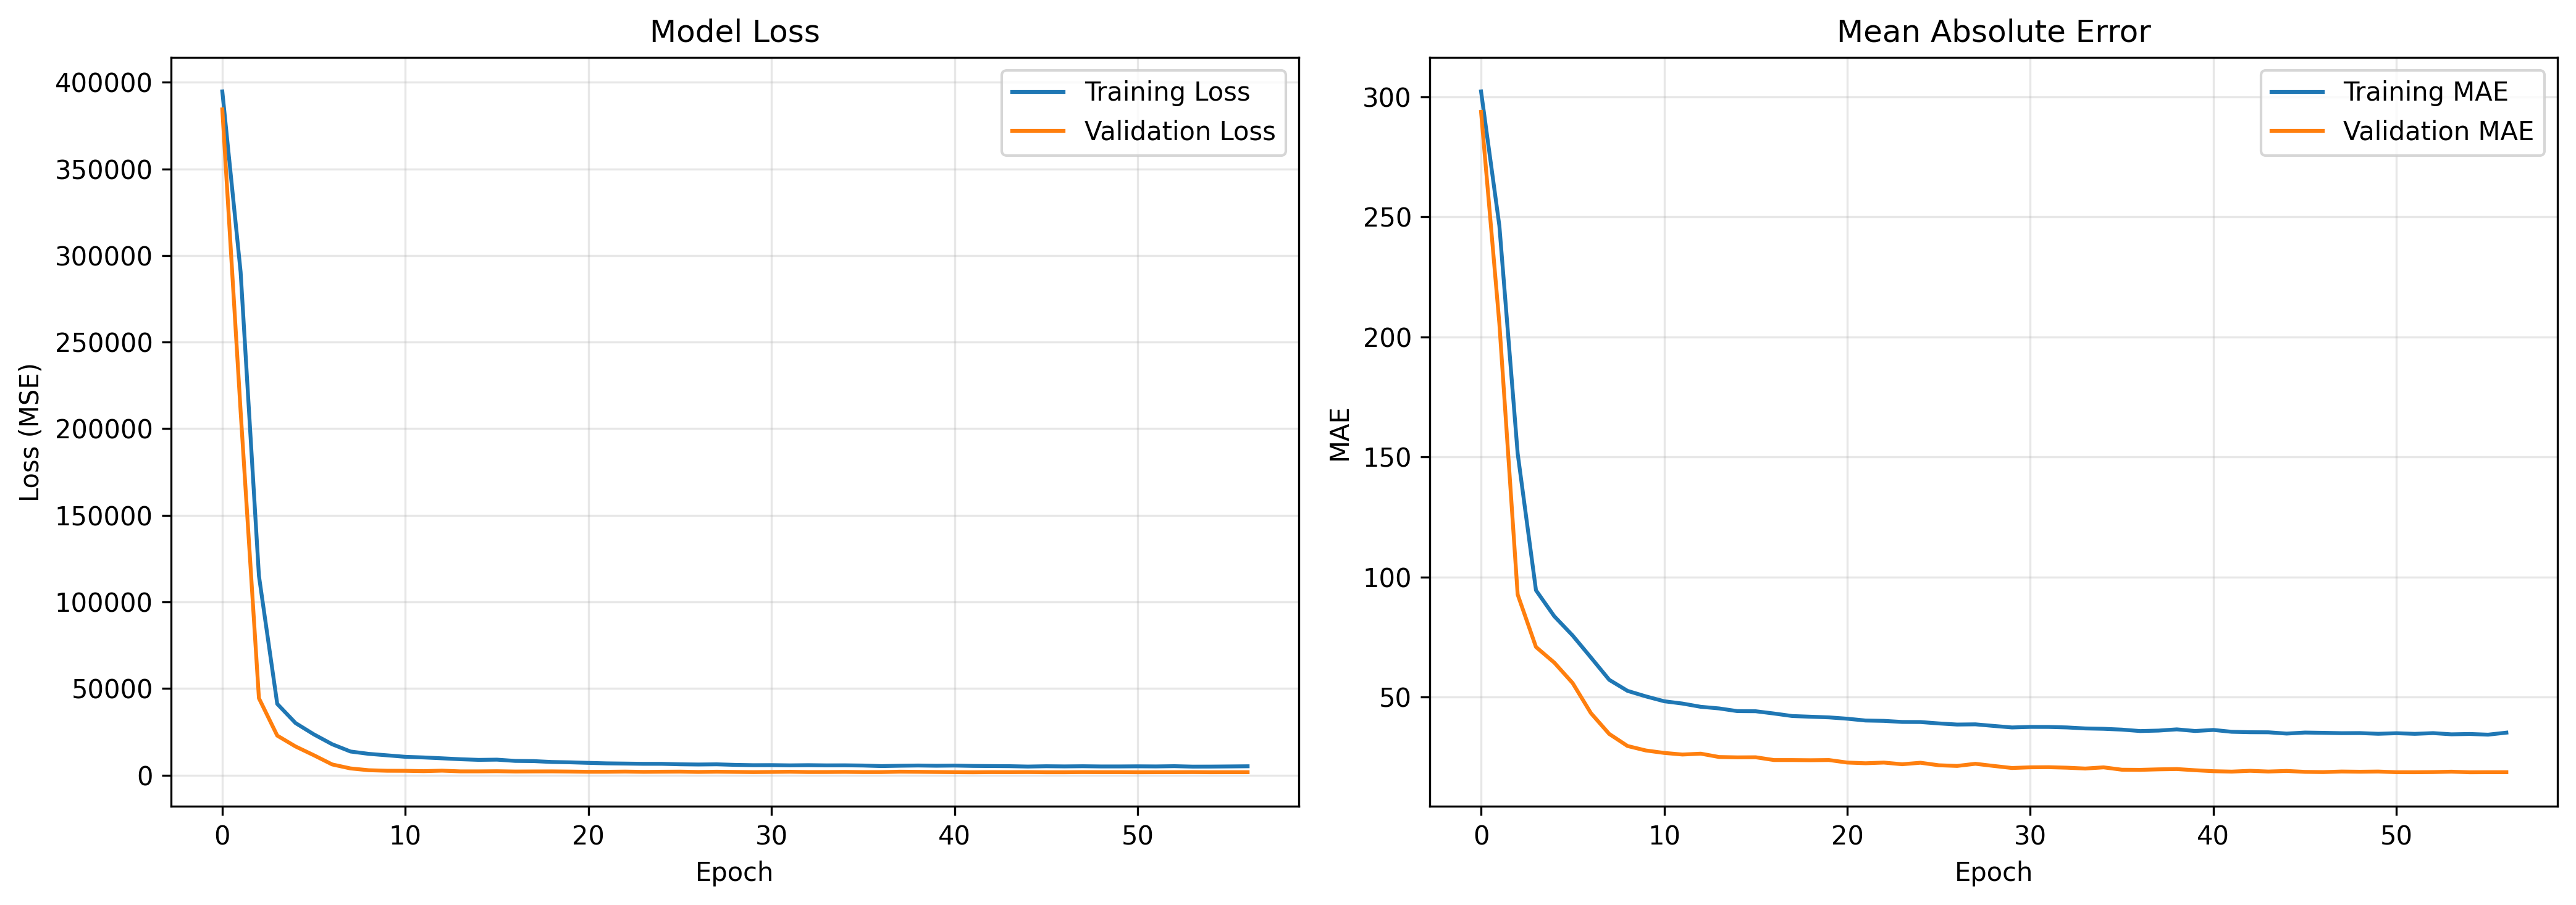 Model Loss
400000
350000
300000
250000
200000
150000
100000
50000
0
Loss (MSE)
Training Loss
Validation Loss
0 10 20 30 40 50
Epoch
Mean Absolute Error
300
250
200
150
100
50
MAE
Training MAE
Validation MAE
0 10 20 30 40 50
Epoch